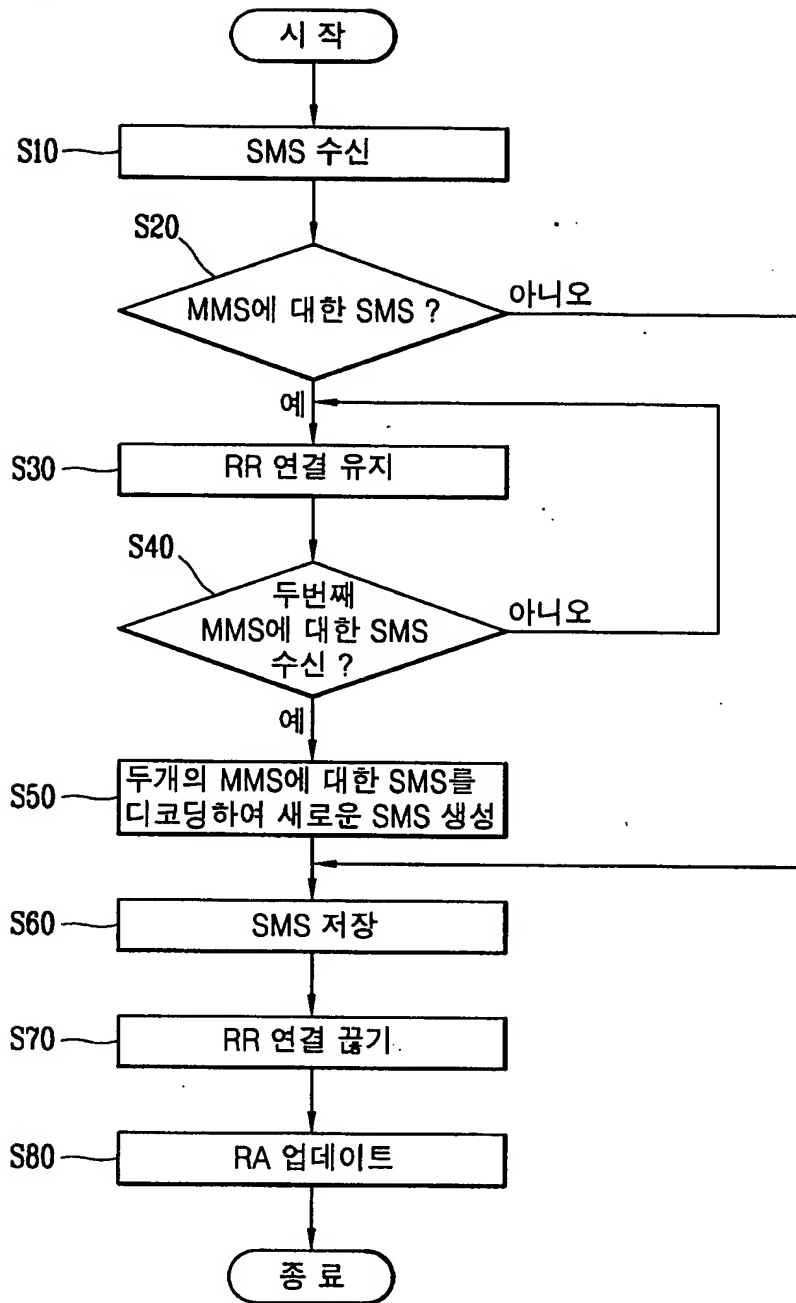 시 작
S10
SMS 수신
S20
MMS에 대한 SMS ?
아니오
예
S30
RR 연결 유지
S40
두번째
MMS에 대한 SMS
수신 ?
아니오
예
S50
두개의 MMS에 대한 SMS를
디코딩하여 새로운 SMS 생성
S60
SMS 저장
S70
RR 연결 끊기
S80
RA 업데이트
종 료